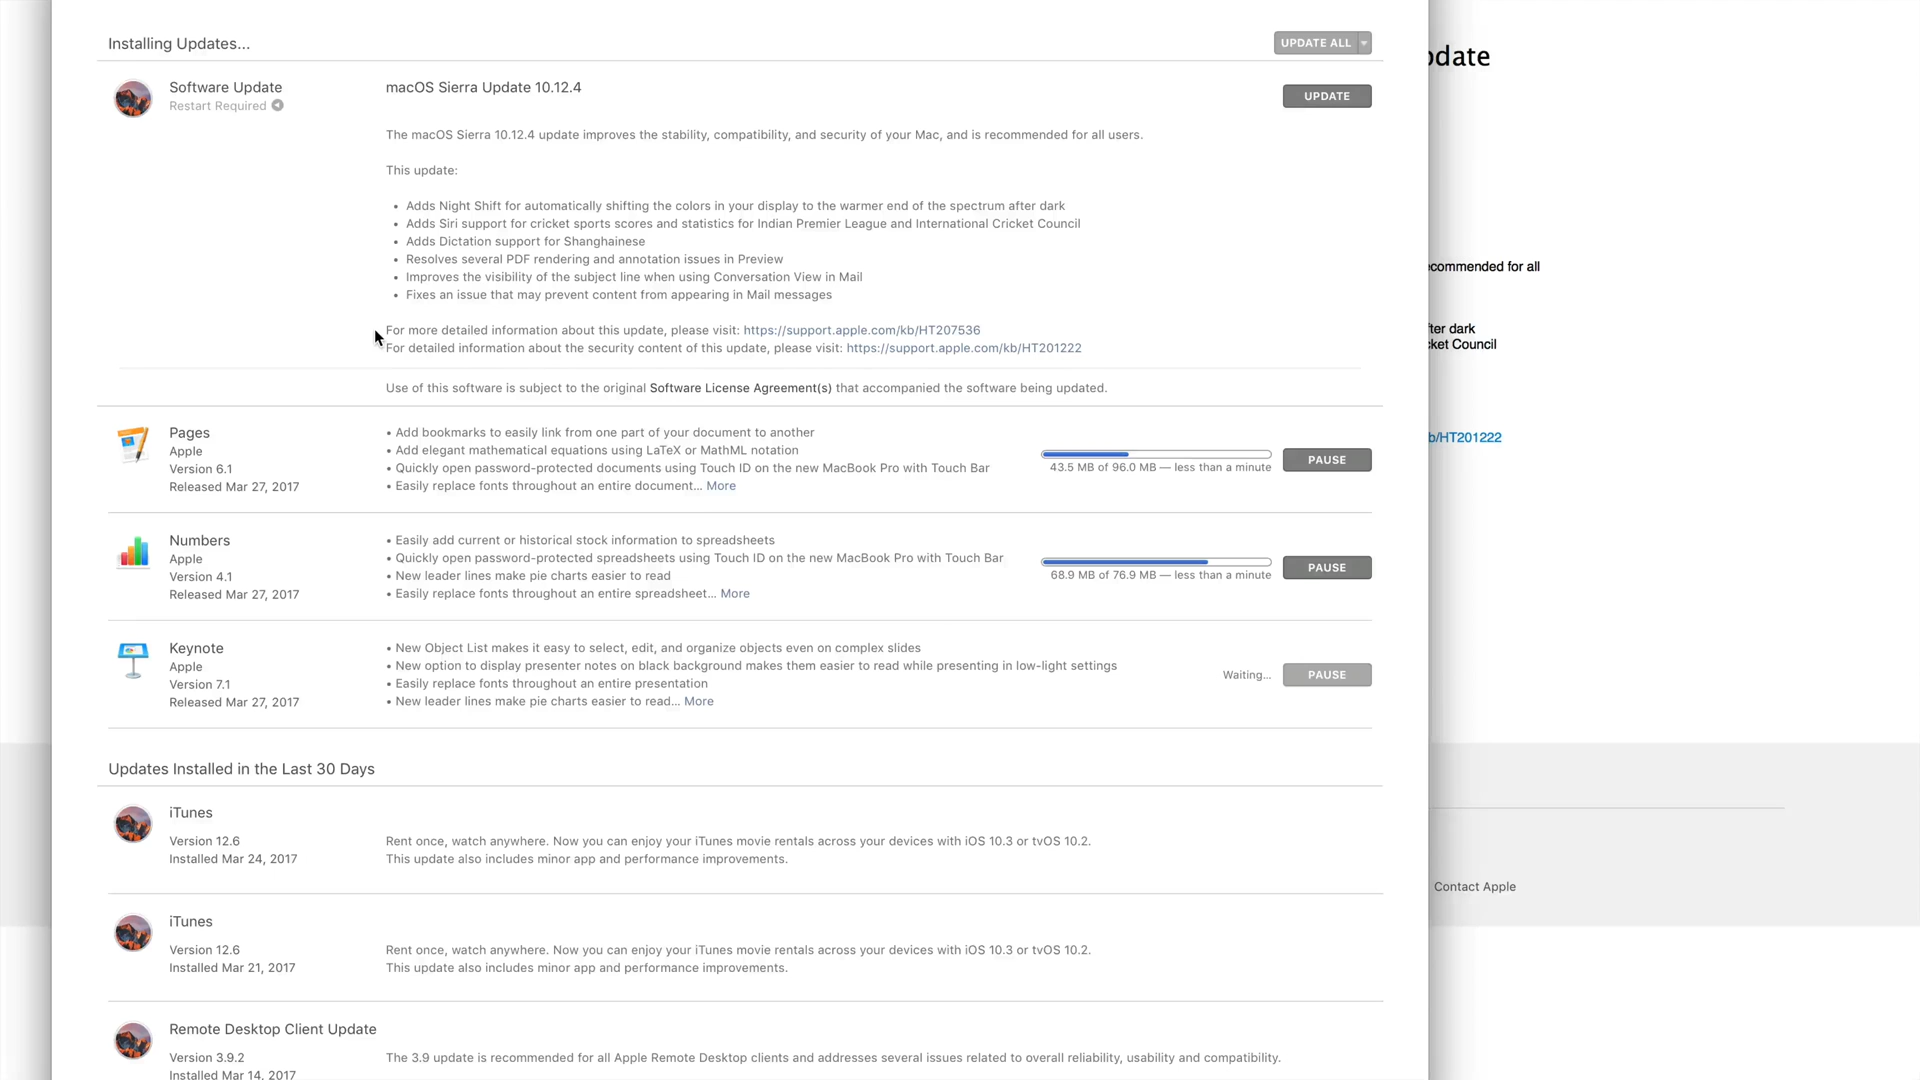 Installing Updates...
UPDATE ALL
Software Update
Restart Required
macOS Sierra Update 10.12.4
UPDATE
The macOS Sierra 10.12.4 update improves the stability, compatibility, and security of your Mac, and is recommended for all users.
This update:
• Adds Night Shift for automatically shifting the colors in your display to the warmer end of the spectrum after dark
• Adds Siri support for cricket sports scores and statistics for Indian Premier League and International Cricket Council
• Adds Dictation support for Shanghainese
• Resolves several PDF rendering and annotation issues in Preview
• Improves the visibility of the subject line when using Conversation View in Mail
• Fixes an issue that may prevent content from appearing in Mail messages
For more detailed information about this update, please visit: https://support.apple.com/kb/HT207536
For detailed information about the security content of this update, please visit: https://support.apple.com/kb/HT201222
Use of this software is subject to the original Software License Agreement(s) that accompanied the software being updated.
Pages
Apple
Version 6.1
Released Mar 27, 2017
• Add bookmarks to easily link from one part of your document to another
• Add elegant mathematical equations using LaTeX or MathML notation
• Quickly open password-protected documents using Touch ID on the new MacBook Pro with Touch Bar
• Easily replace fonts throughout an entire document... More
43.5 MB of 96.0 MB — less than a minute
PAUSE
Numbers
Apple
Version 4.1
Released Mar 27, 2017
• Easily add current or historical stock information to spreadsheets
• Quickly open password-protected spreadsheets using Touch ID on the new MacBook Pro with Touch Bar
• New leader lines make pie charts easier to read
• Easily replace fonts throughout an entire spreadsheet... More
68.9 MB of 76.9 MB — less than a minute
PAUSE
Keynote
Apple
Version 7.1
Released Mar 27, 2017
• New Object List makes it easy to select, edit, and organize objects even on complex slides
• New option to display presenter notes on black background makes them easier to read while presenting in low-light settings
• Easily replace fonts throughout an entire presentation
• New leader lines make pie charts easier to read... More
Waiting...
PAUSE
Updates Installed in the Last 30 Days
iTunes
Version 12.6
Installed Mar 24, 2017
Rent once, watch anywhere. Now you can enjoy your iTunes movie rentals across your devices with iOS 10.3 or tvOS 10.2.
This update also includes minor app and performance improvements.
iTunes
Version 12.6
Installed Mar 21, 2017
Rent once, watch anywhere. Now you can enjoy your iTunes movie rentals across your devices with iOS 10.3 or tvOS 10.2.
This update also includes minor app and performance improvements.
Remote Desktop Client Update
Version 3.9.2
Installed Mar 14, 2017
The 3.9 update is recommended for all Apple Remote Desktop clients and addresses several issues related to overall reliability, usability and compatibility.
pdate
ecommended for all
fter dark
cket Council
b/HT201222
Contact Apple